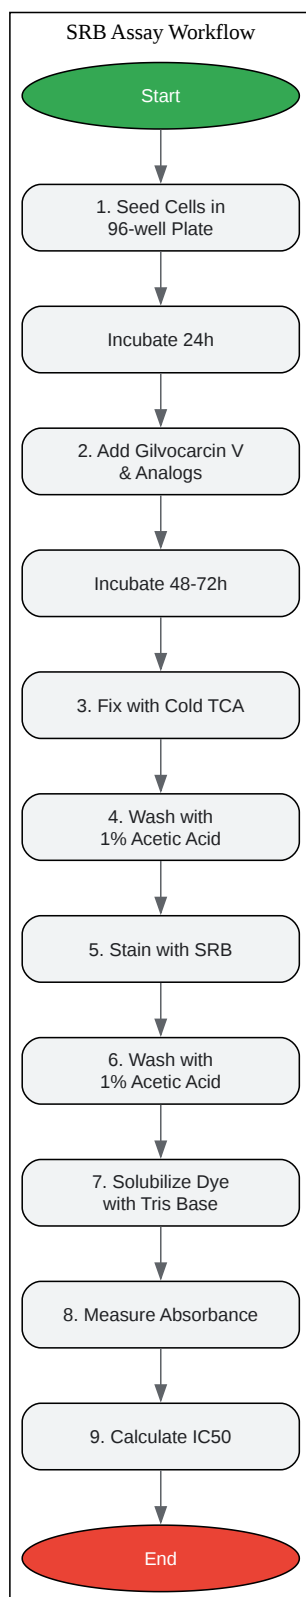 SRB Assay Workflow
Start
1. Seed Cells in
96-well Plate
Incubate 24h
2. Add Gilvocarcin V
& Analogs
Incubate 48-72h
3. Fix with Cold TCA
4. Wash with
1% Acetic Acid
5. Stain with SRB
6. Wash with
1% Acetic Acid
7. Solubilize Dye
with Tris Base
8. Measure Absorbance
9. Calculate IC50
End